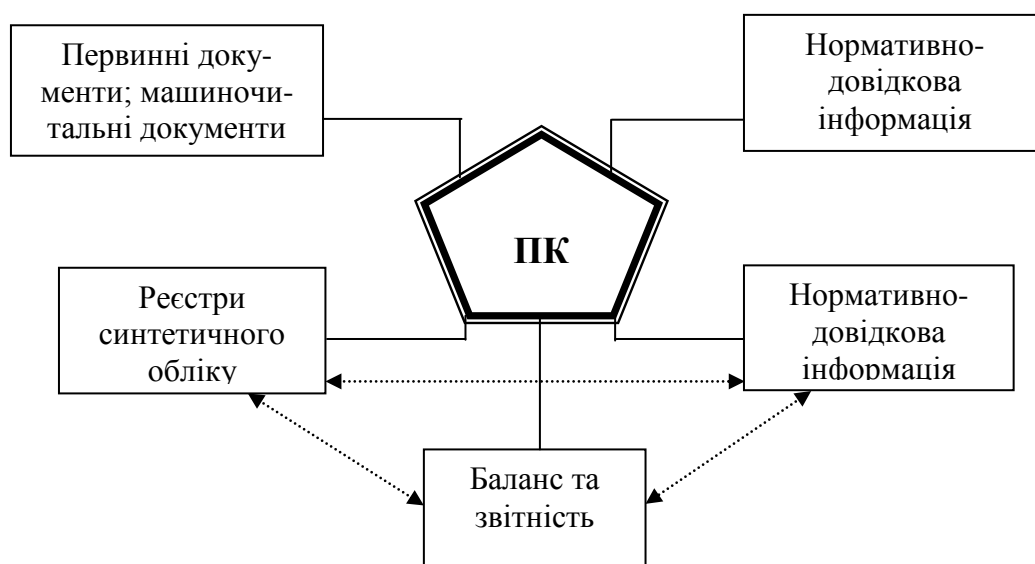 Первинні доку-
менти; машиночи-
тальні документи
Нормативно-
довідкова
інформація
ПК
Реєстри
синтетичного
обліку
Нормативно-
довідкова
інформація
Баланс та
звітність